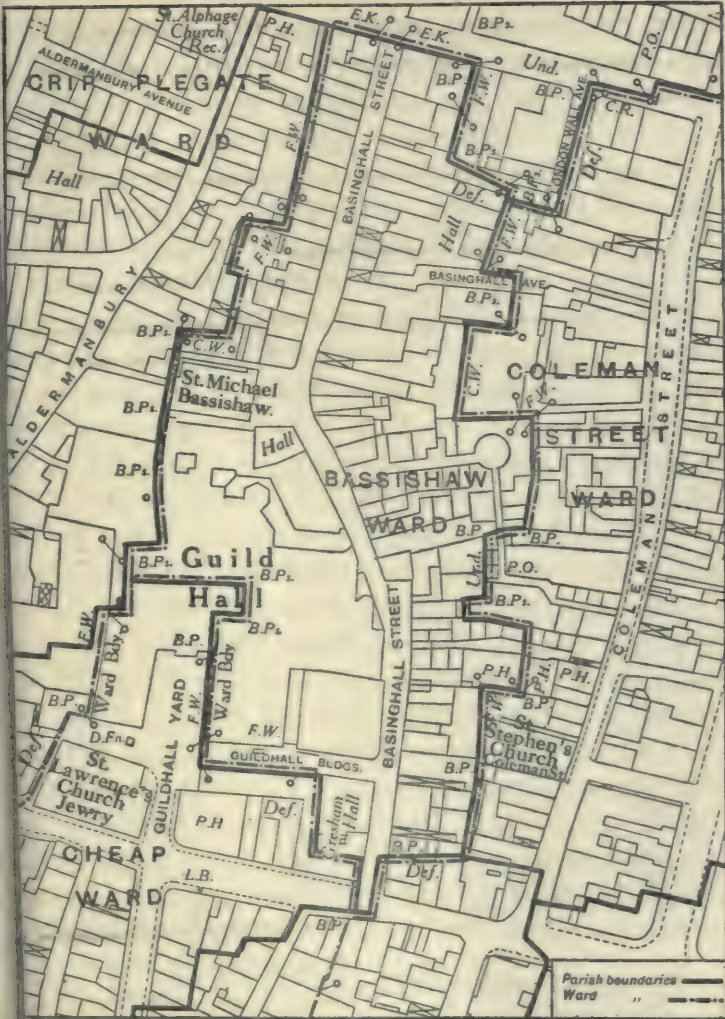 St. Alphage
Church
(Rec.)
P.H.
E.K.
E.K.
B.Ps.
P.O.
ALDERMANBURY
AVENUE
Und.
CRIPPLEGATE
WARD
B.P.
F.W.
B.P.
LONDON WALL AVE.
C.R.
F.W.
BASINGHALL STREET
B.Ps.
B.Ps.
Def.
Hall
Def.
F.W.
Hall
F.W.
BASINGHALL AVE
B.Ps.
ALDERMANBURY
B.Ps.
C.W.
St. Michael
Bassishaw.
C.W.
COLEMAN
F.W.
B.Ps.
Hall
STREET
B.Ps.
BASSISHAW
WARD
WARD
B.P.
B.P.
Guild
Hall
B.Ps.
B.Ps.
Und.
P.O.
B.Ps.
B.Ps.
F.W.
Ward Bdy
B.P.
Ward Bdy
F.W.
BASINGHALL STREET
COLEMAN STREET
P.H.
P.H.
P.H.
B.P.
B.P.
D.Fn
GUILDHALL YARD
F.W.
F.W.
St.
Stephen's
Church
Coleman St.
Def.
St.
Lawrence's
Church
Jewry
GUILDHALL BLDGS.
B.P.
P.H
Def.
Gresham
Hall
CHEAP
WARD
B.P.
Def.
L.B.
B.P.
Parish boundaries
Ward "